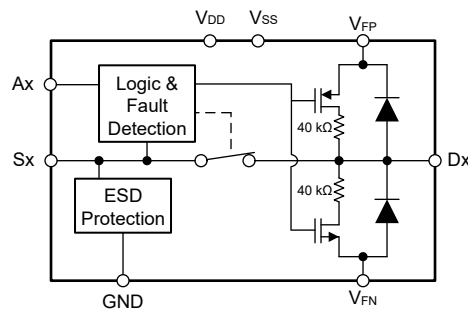 VDD VSS VFP
Ax
Logic &
Fault
Detection
40 kΩ
Sx
Dx
40 kΩ
ESD
Protection
GND
VFN